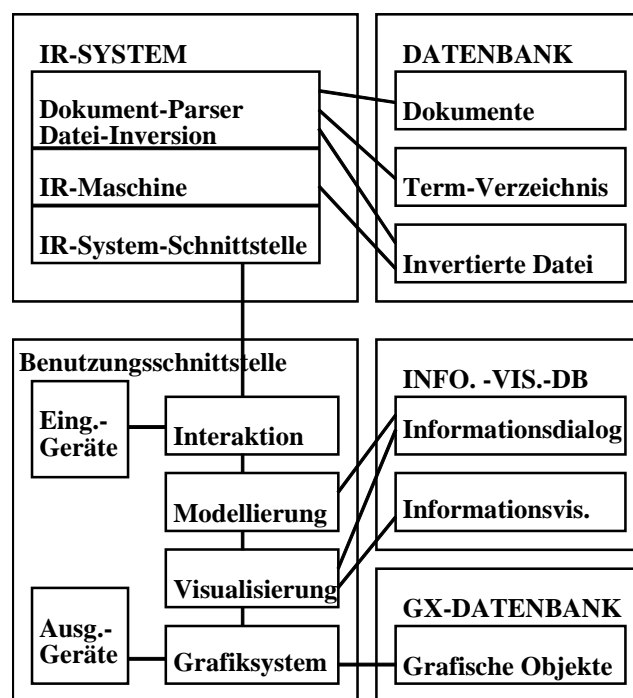 IR-SYSTEM
Dokument-Parser
Datei-Inversion
IR-Maschine
IR-System-Schnittstelle
DATENBANK
Dokumente
Term-Verzeichnis
Invertierte Datei
Benutzungsschnittstelle
Eing.-
Geräte
Interaktion
Modellierung
Visualisierung
Ausg.-
Geräte
Grafiksystem
INFO. -VIS.-DB
Informationsdialog
Informationsvis.
GX-DATENBANK
Grafische Objekte